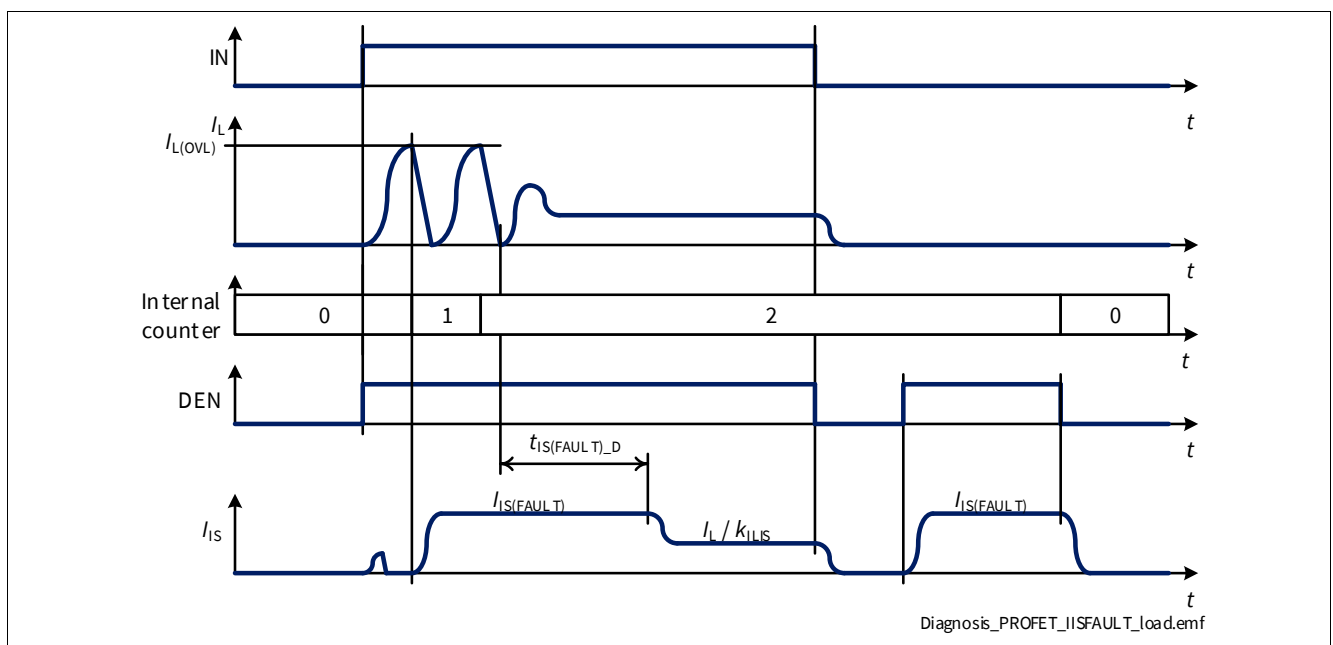 IN
t
I_L
I_L(OVL)
t
Internal
counter
0 1 2 0
t
DEN
t
t_IS(FAULT)_D
I_IS(FAULT) I_IS(FAULT)
I_IS
I_L / k_ILIS
t
Diagnosis_PROFET_IISFAULT_load.emf